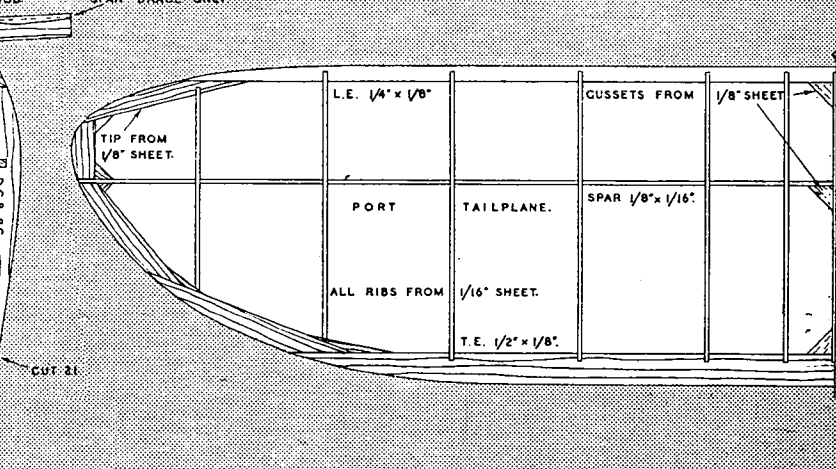 SPAR
L.E. 1/4" x 1/8"
GUSSETS FROM 1/8" SHEET
TIP FROM
1/8" SHEET.
PORT TAILPLANE.
SPAR 1/8" x 1/16".
ALL RIBS FROM 1/16" SHEET.
T.E. 1/2" x 1/8".
CUT 21.